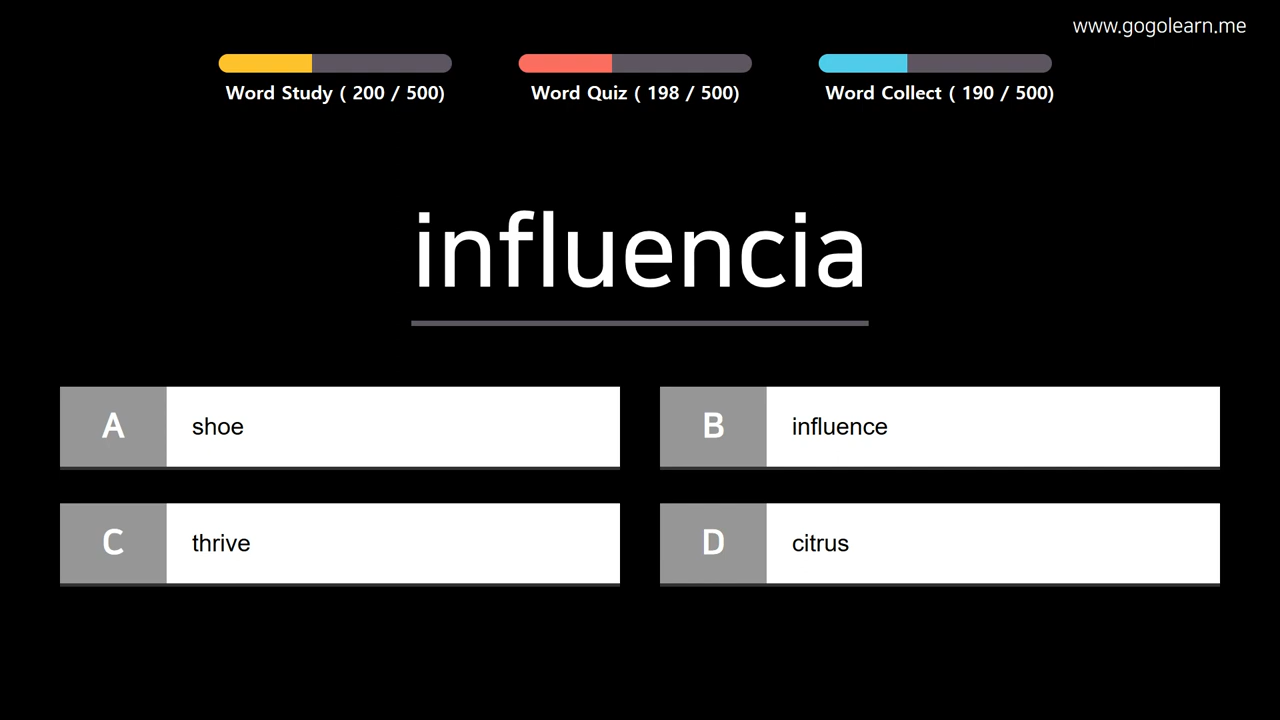 www.gogolearn.me
Word Study ( 200 / 500)
Word Quiz ( 198 / 500)
Word Collect ( 190 / 500)
influencia
A shoe
B influence
C thrive
D citrus